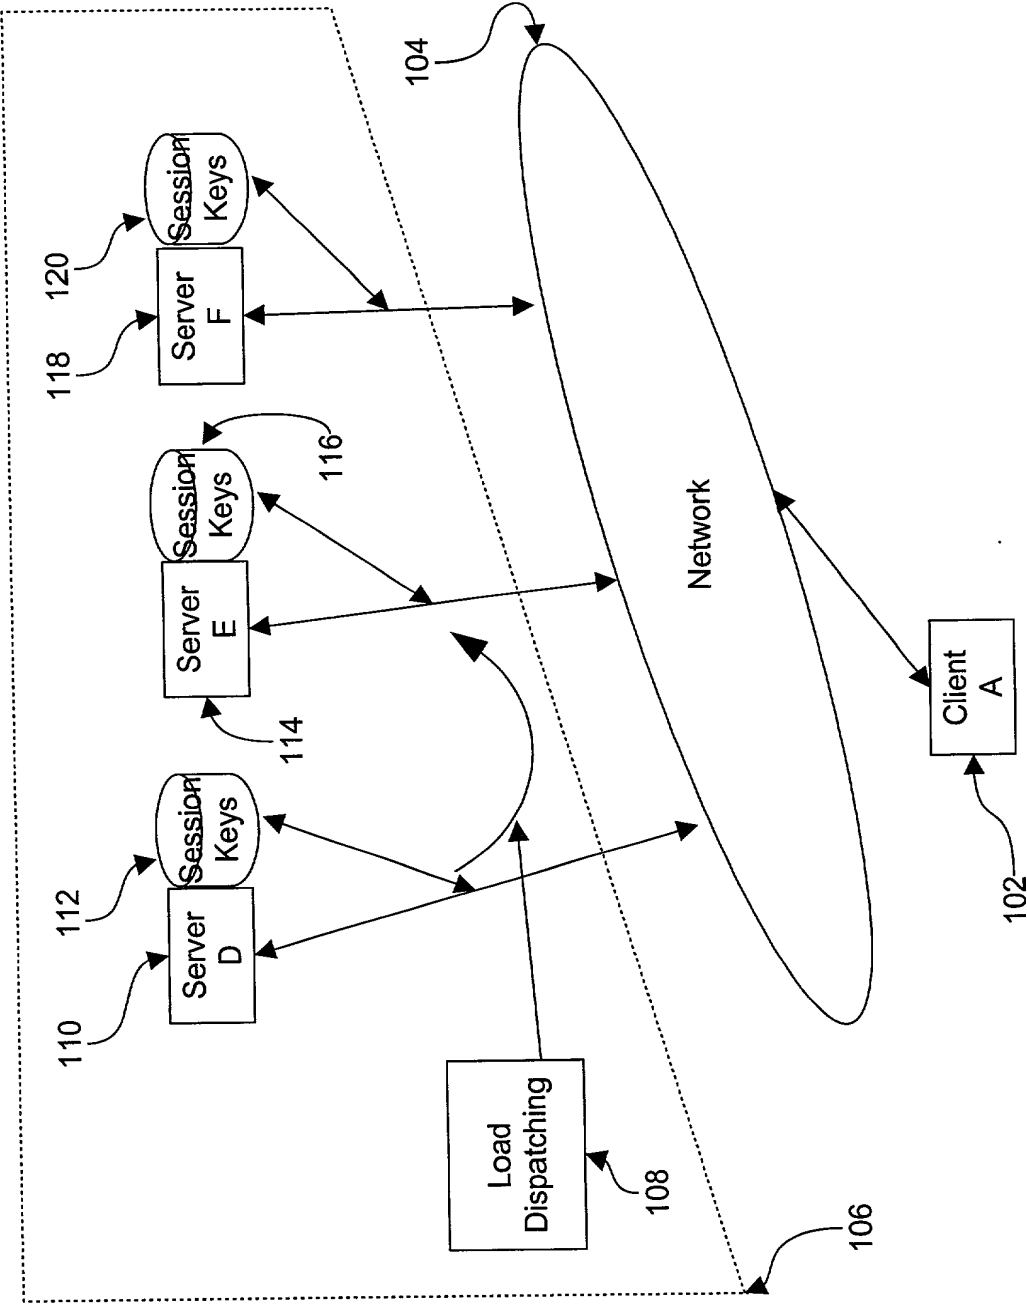 106
108
Load
Dispatching
110
Server
D
112
Session
Keys
114
Server
E
116
Session
Keys
118
Server
F
120
Session
Keys
104
Network
102
Client
A